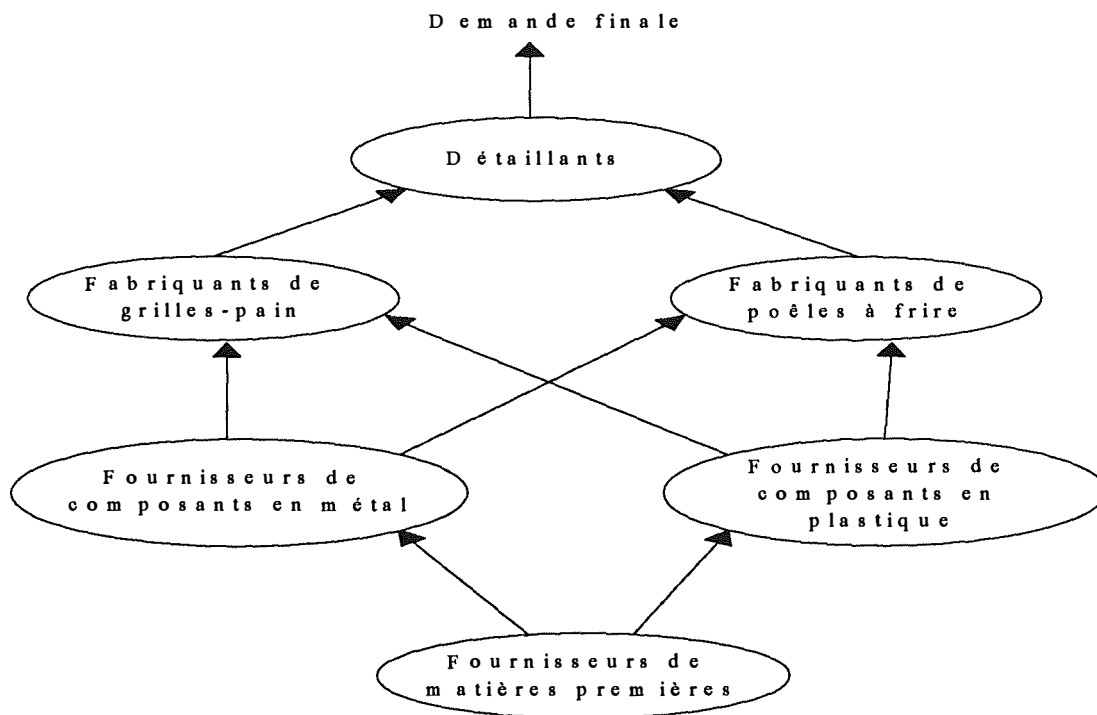 Demande finale
Détaillants
Fabriquants de
grilles-pain
Fabriquants de
poêles à frire
Fournisseurs de
composants en métal
Fournisseurs de
composants en
plastique
Fournisseurs de
matières premières